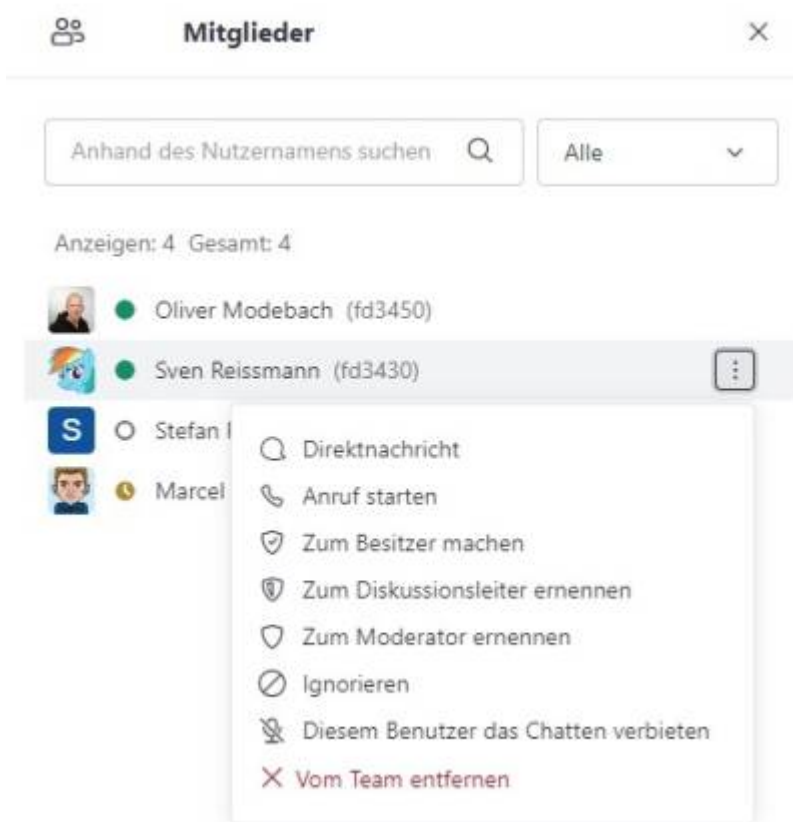 Mitglieder
Anhand des Nutzernamens suchen
Alle
Anzeigen: 4 Gesamt: 4
Oliver Modebach (fd3450)
Sven Reissmann (fd3430)
S Stefan
Marcel
Direktnachricht
Anruf starten
Zum Besitzer machen
Zum Diskussionsleiter ernennen
Zum Moderator ernennen
Ignorieren
Diesem Benutzer das Chatten verbieten
Vom Team entfernen